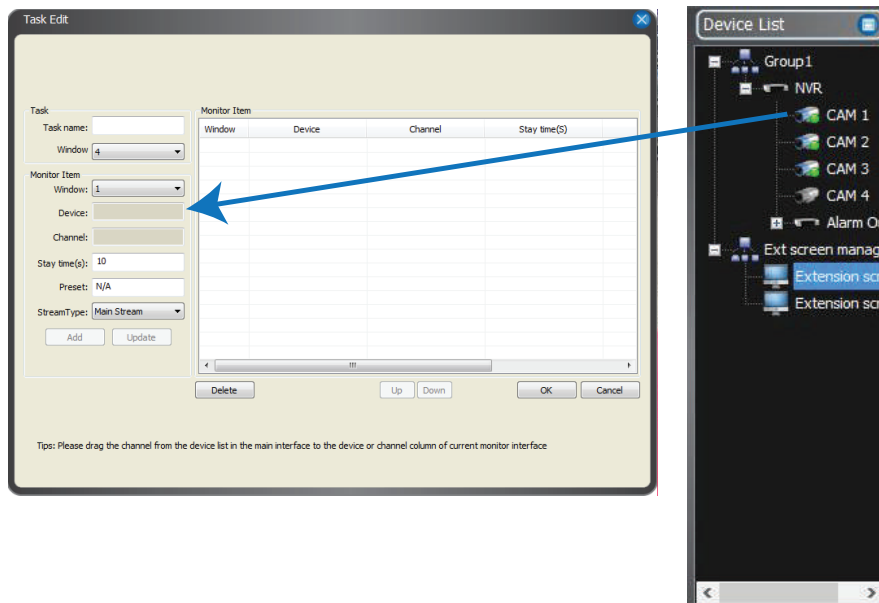 Task Edit
Task
Task name:
Window 4
Monitor Item
Window: 1
Device:
Channel:
Stay time(s): 10
Preset: N/A
StreamType: Main Stream
Add Update
Monitor Item
Window Device Channel Stay time(S)
Delete Up Down OK Cancel
Tips: Please drag the channel from the device list in the main interface to the device or channel column of current monitor interface
Device List
Group1
NVR
CAM 1
CAM 2
CAM 3
CAM 4
Alarm O
Ext screen manag
Extension scr
Extension scr